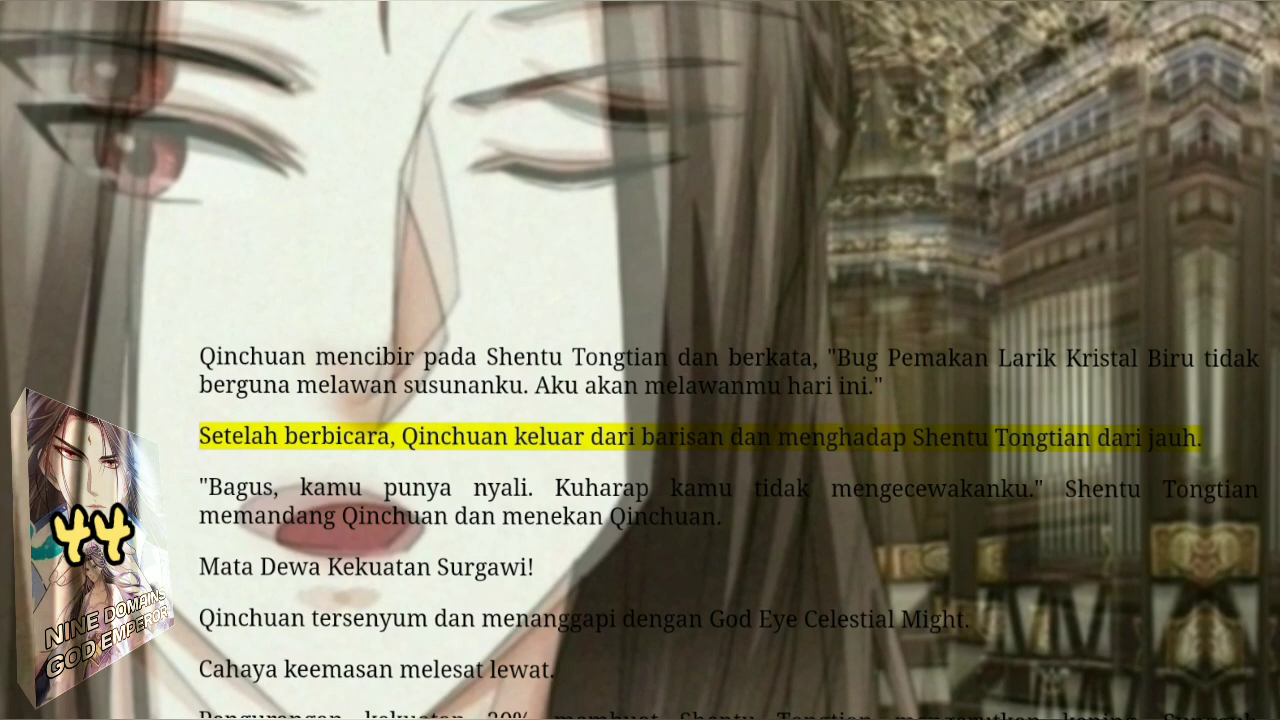 Qinchuan mencibir pada Shentu Tongtian dan berkata, "Bug Pemakan Larik Kristal Biru tidak
berguna melawan susunanku. Aku akan melawanmu hari ini."
Setelah berbicara, Qinchuan keluar dari barisan dan menghadap Shentu Tongtian dari jauh.
"Bagus, kamu punya nyali. Kuharap kamu tidak mengecewakanku." Shentu Tongtian
memandang Qinchuan dan menekan Qinchuan.
Mata Dewa Kekuatan Surgawi!
Qinchuan tersenyum dan menanggapi dengan God Eye Celestial Might.
Cahaya keemasan melesat lewat.
44
NINE DOMAINS
GOD EMPEROR